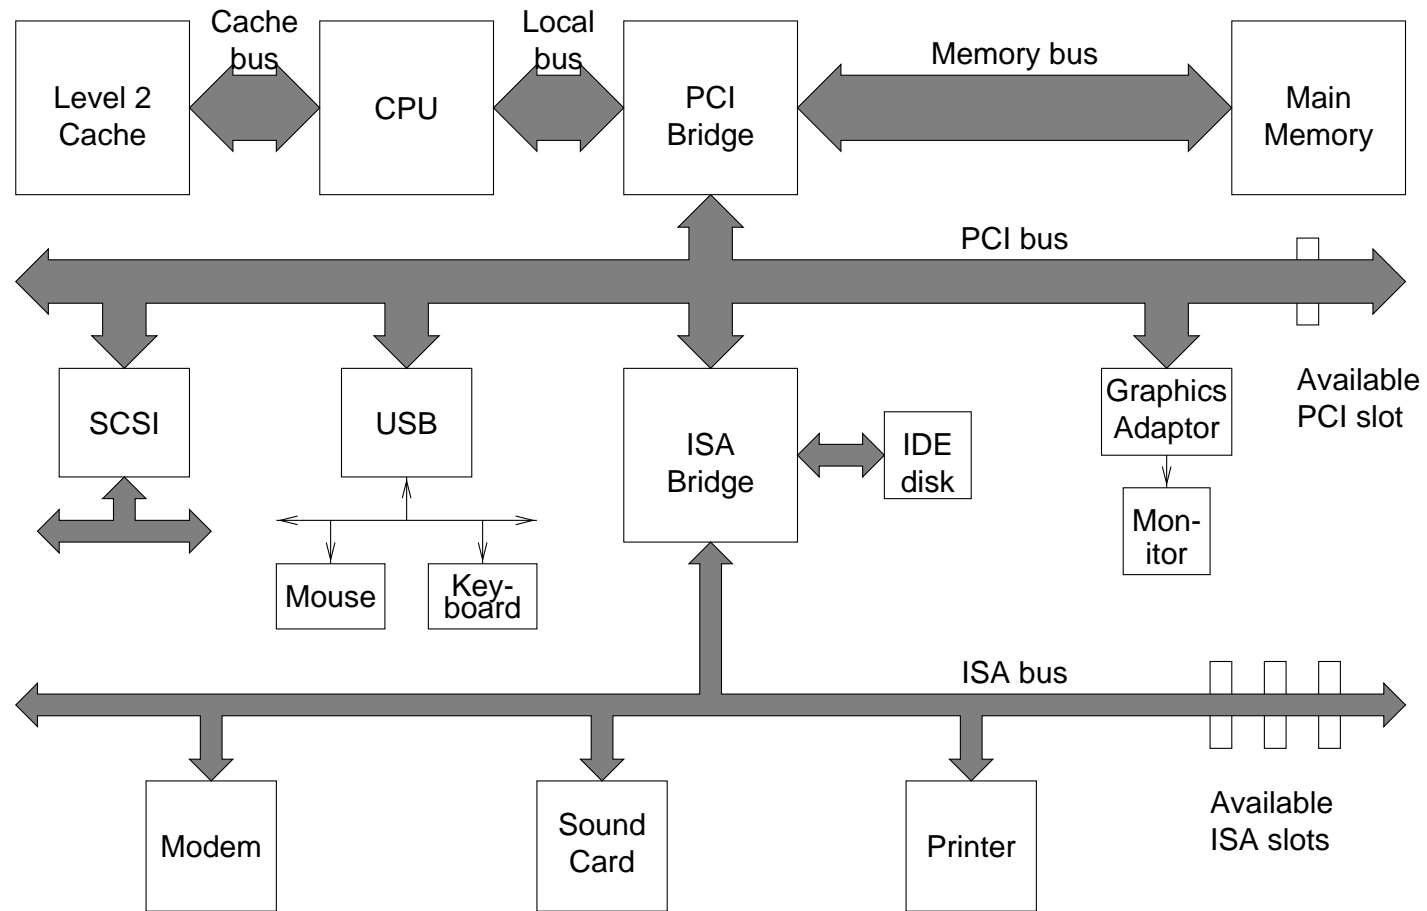 Cache
bus
Local
bus
Memory bus
Level 2
Cache
CPU
PCI
Bridge
Main
Memory
PCI bus
SCSI
USB
ISA
Bridge
IDE
disk
Graphics
Adaptor
Available
PCI slot
Mon-
itor
Mouse
Key-
board
ISA bus
Modem
Sound
Card
Printer
Available
ISA slots